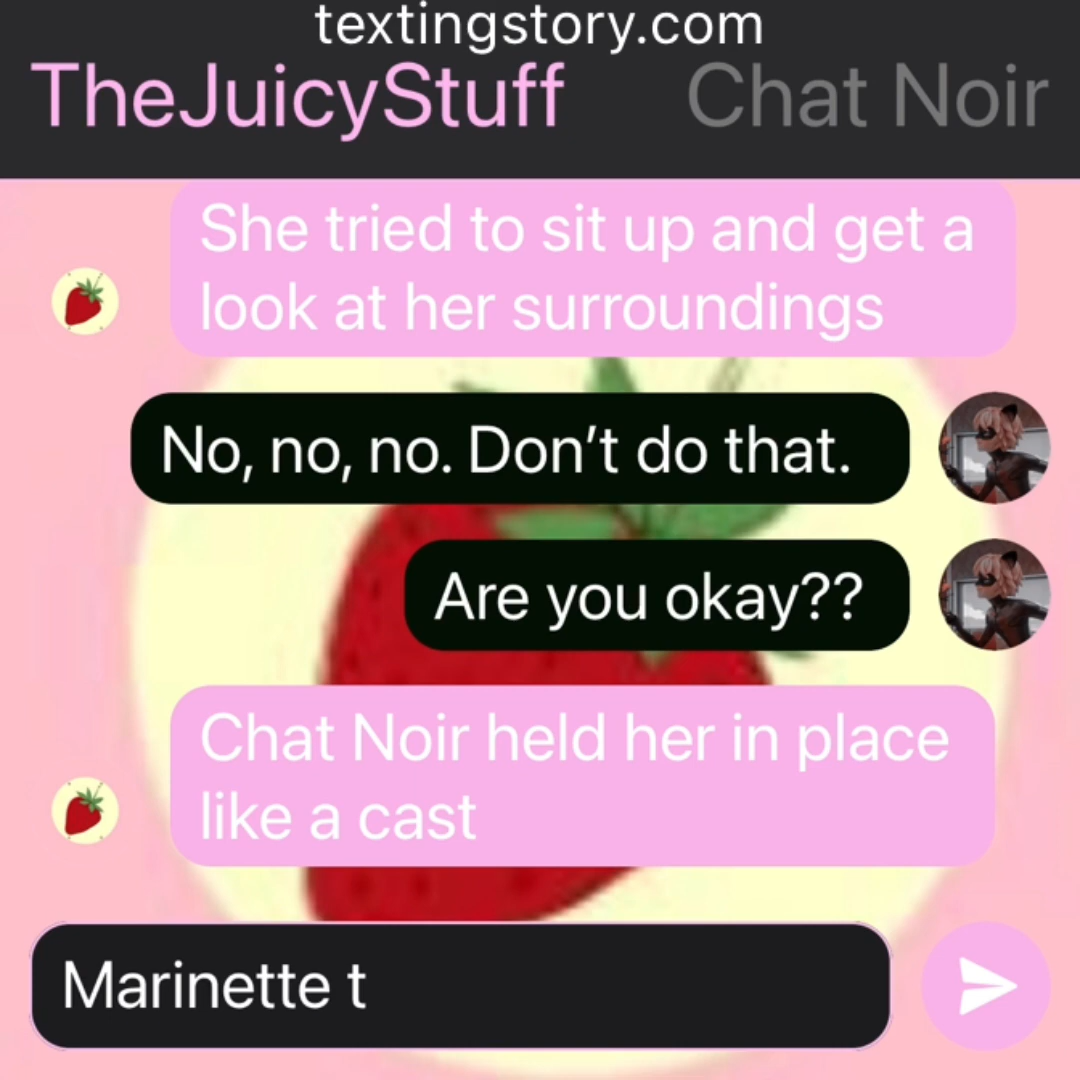 textingstory.com
TheJuicyStuff Chat Noir
She tried to sit up and get a
look at her surroundings
No, no, no. Don’t do that.
Are you okay??
Chat Noir held her in place
like a cast
Marinette t